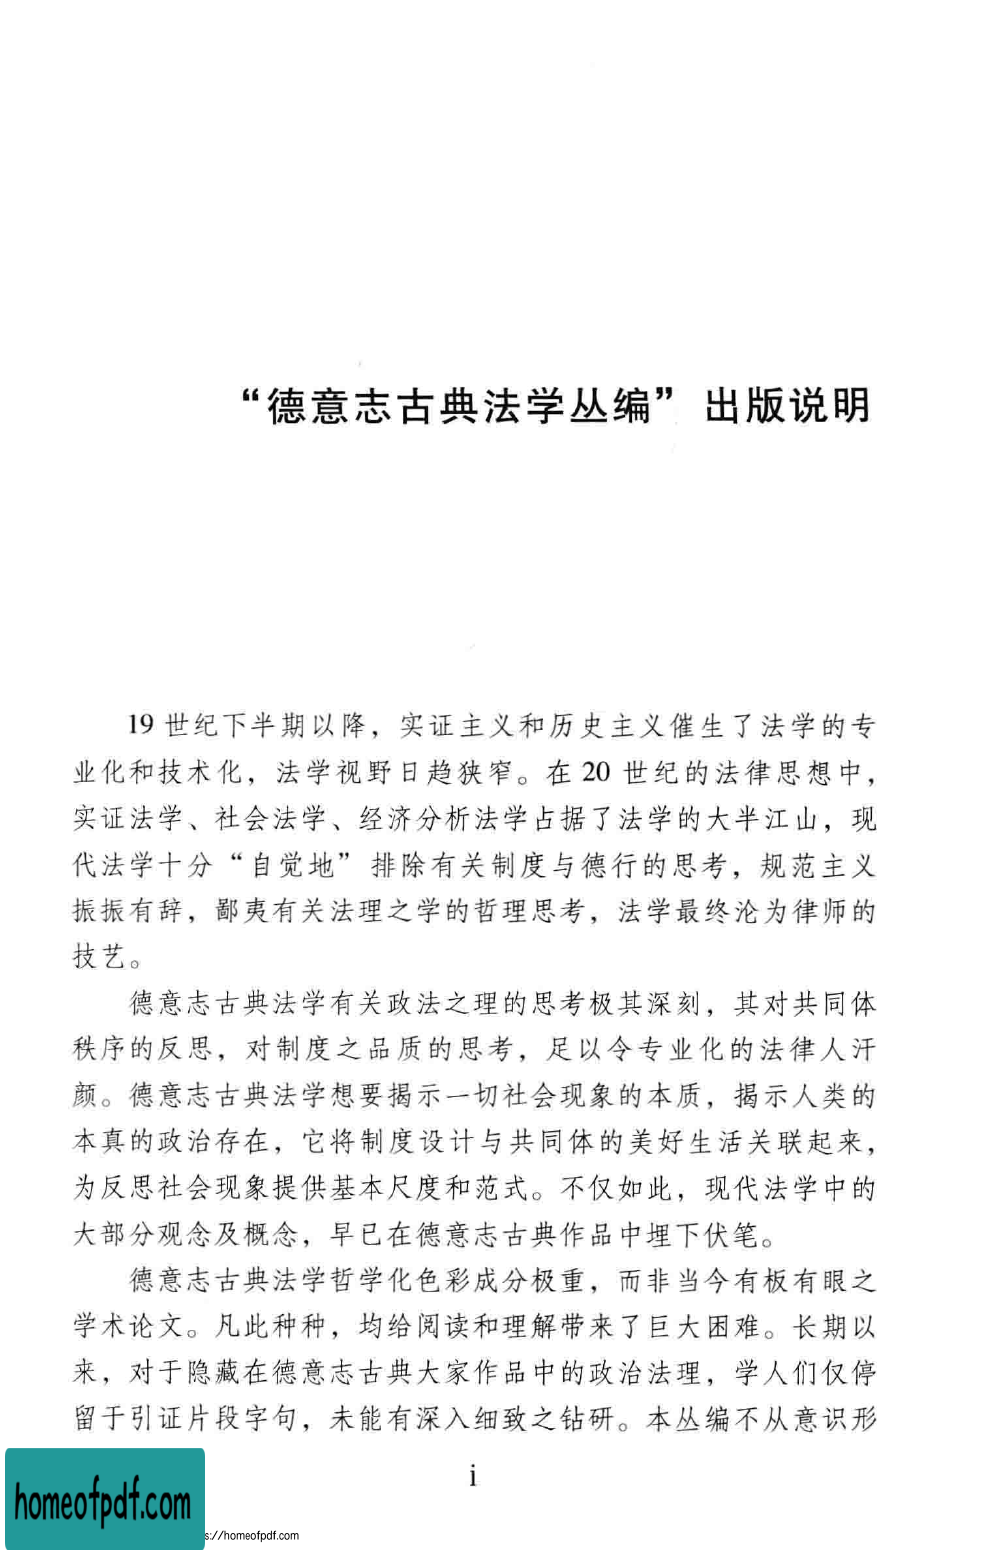 “德意志古典法学丛编” 出版说明
19 世纪下半期以降，实证主义和历史主义催生了法学的专
业化和技术化，法学视野日趋狭窄。在 20 世纪的法律思想中，
实证法学、社会法学、经济分析法学占据了法学的大半江山，现
代法学十分“自觉地”排除有关制度与德行的思考，规范主义
振振有辞，鄙夷有关法理之学的哲理思考，法学最终沦为律师的
技艺。
德意志古典法学有关政法之理的思考极其深刻，其对共同体
秩序的反思，对制度之品质的思考，足以令专业化的法律人汗
颜。德意志古典法学想要揭示一切社会现象的本质，揭示人类的
本真的政治存在，它将制度设计与共同体的美好生活关联起来，
为反思社会现象提供基本尺度和范式。不仅如此，现代法学中的
大部分观念及概念，早已在德意志古典作品中埋下伏笔。
德意志古典法学哲学化色彩成分极重，而非当今有板有眼之
学术论文。凡此种种，均给阅读和理解带来了巨大困难。长期以
来，对于隐藏在德意志古典大家作品中的政治法理，学人们仅停
留于引证片段字句，未能有深入细致之钻研。本丛编不从意识形
i
homeofpdf.com
s://homeofpdf.com